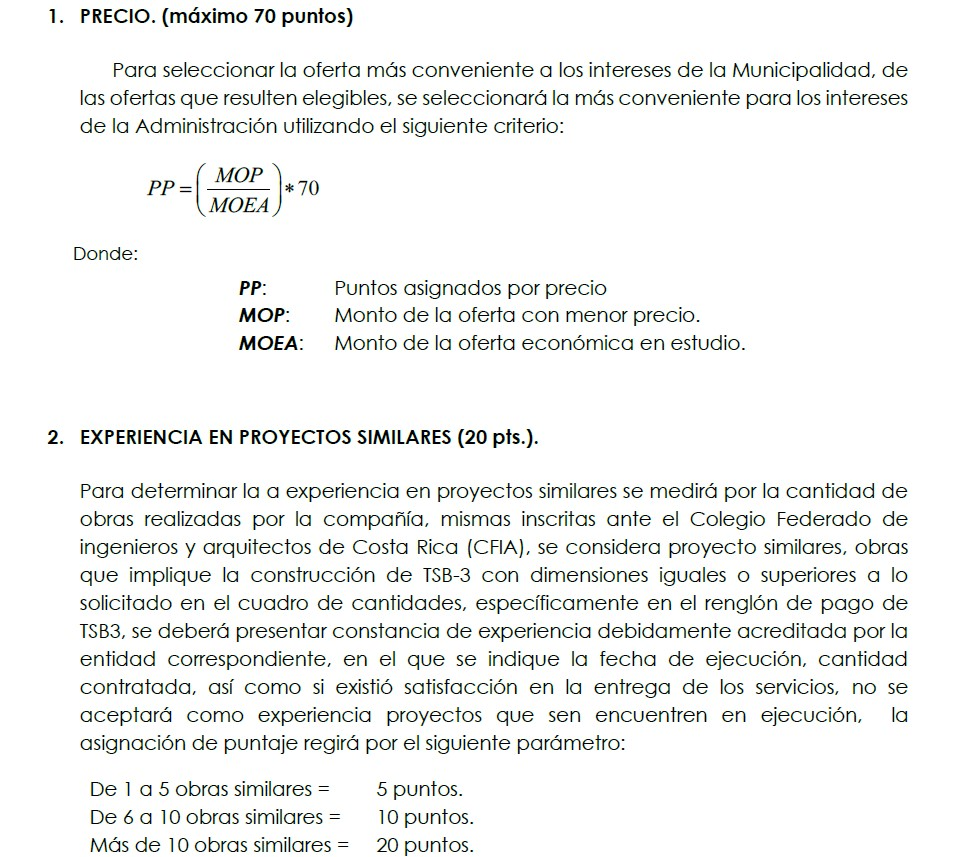 1. PRECIO. (máximo 70 puntos)
Para seleccionar la oferta más conveniente a los intereses de la Municipalidad, de
las ofertas que resulten elegibles, se seleccionará la más conveniente para los intereses
de la Administración utilizando el siguiente criterio:
PP = (MOP / MOEA) * 70
Donde:
PP: Puntos asignados por precio
MOP: Monto de la oferta con menor precio.
MOEA: Monto de la oferta económica en estudio.
2. EXPERIENCIA EN PROYECTOS SIMILARES (20 pts.).
Para determinar la a experiencia en proyectos similares se medirá por la cantidad de
obras realizadas por la compañía, mismas inscritas ante el Colegio Federado de
ingenieros y arquitectos de Costa Rica (CFIA), se considera proyecto similares, obras
que implique la construcción de TSB-3 con dimensiones iguales o superiores a lo
solicitado en el cuadro de cantidades, específicamente en el renglón de pago de
TSB3, se deberá presentar constancia de experiencia debidamente acreditada por la
entidad correspondiente, en el que se indique la fecha de ejecución, cantidad
contratada, así como si existió satisfacción en la entrega de los servicios, no se
aceptará como experiencia proyectos que sen encuentren en ejecución, la
asignación de puntaje regirá por el siguiente parámetro:
De 1 a 5 obras similares = 5 puntos.
De 6 a 10 obras similares = 10 puntos.
Más de 10 obras similares = 20 puntos.